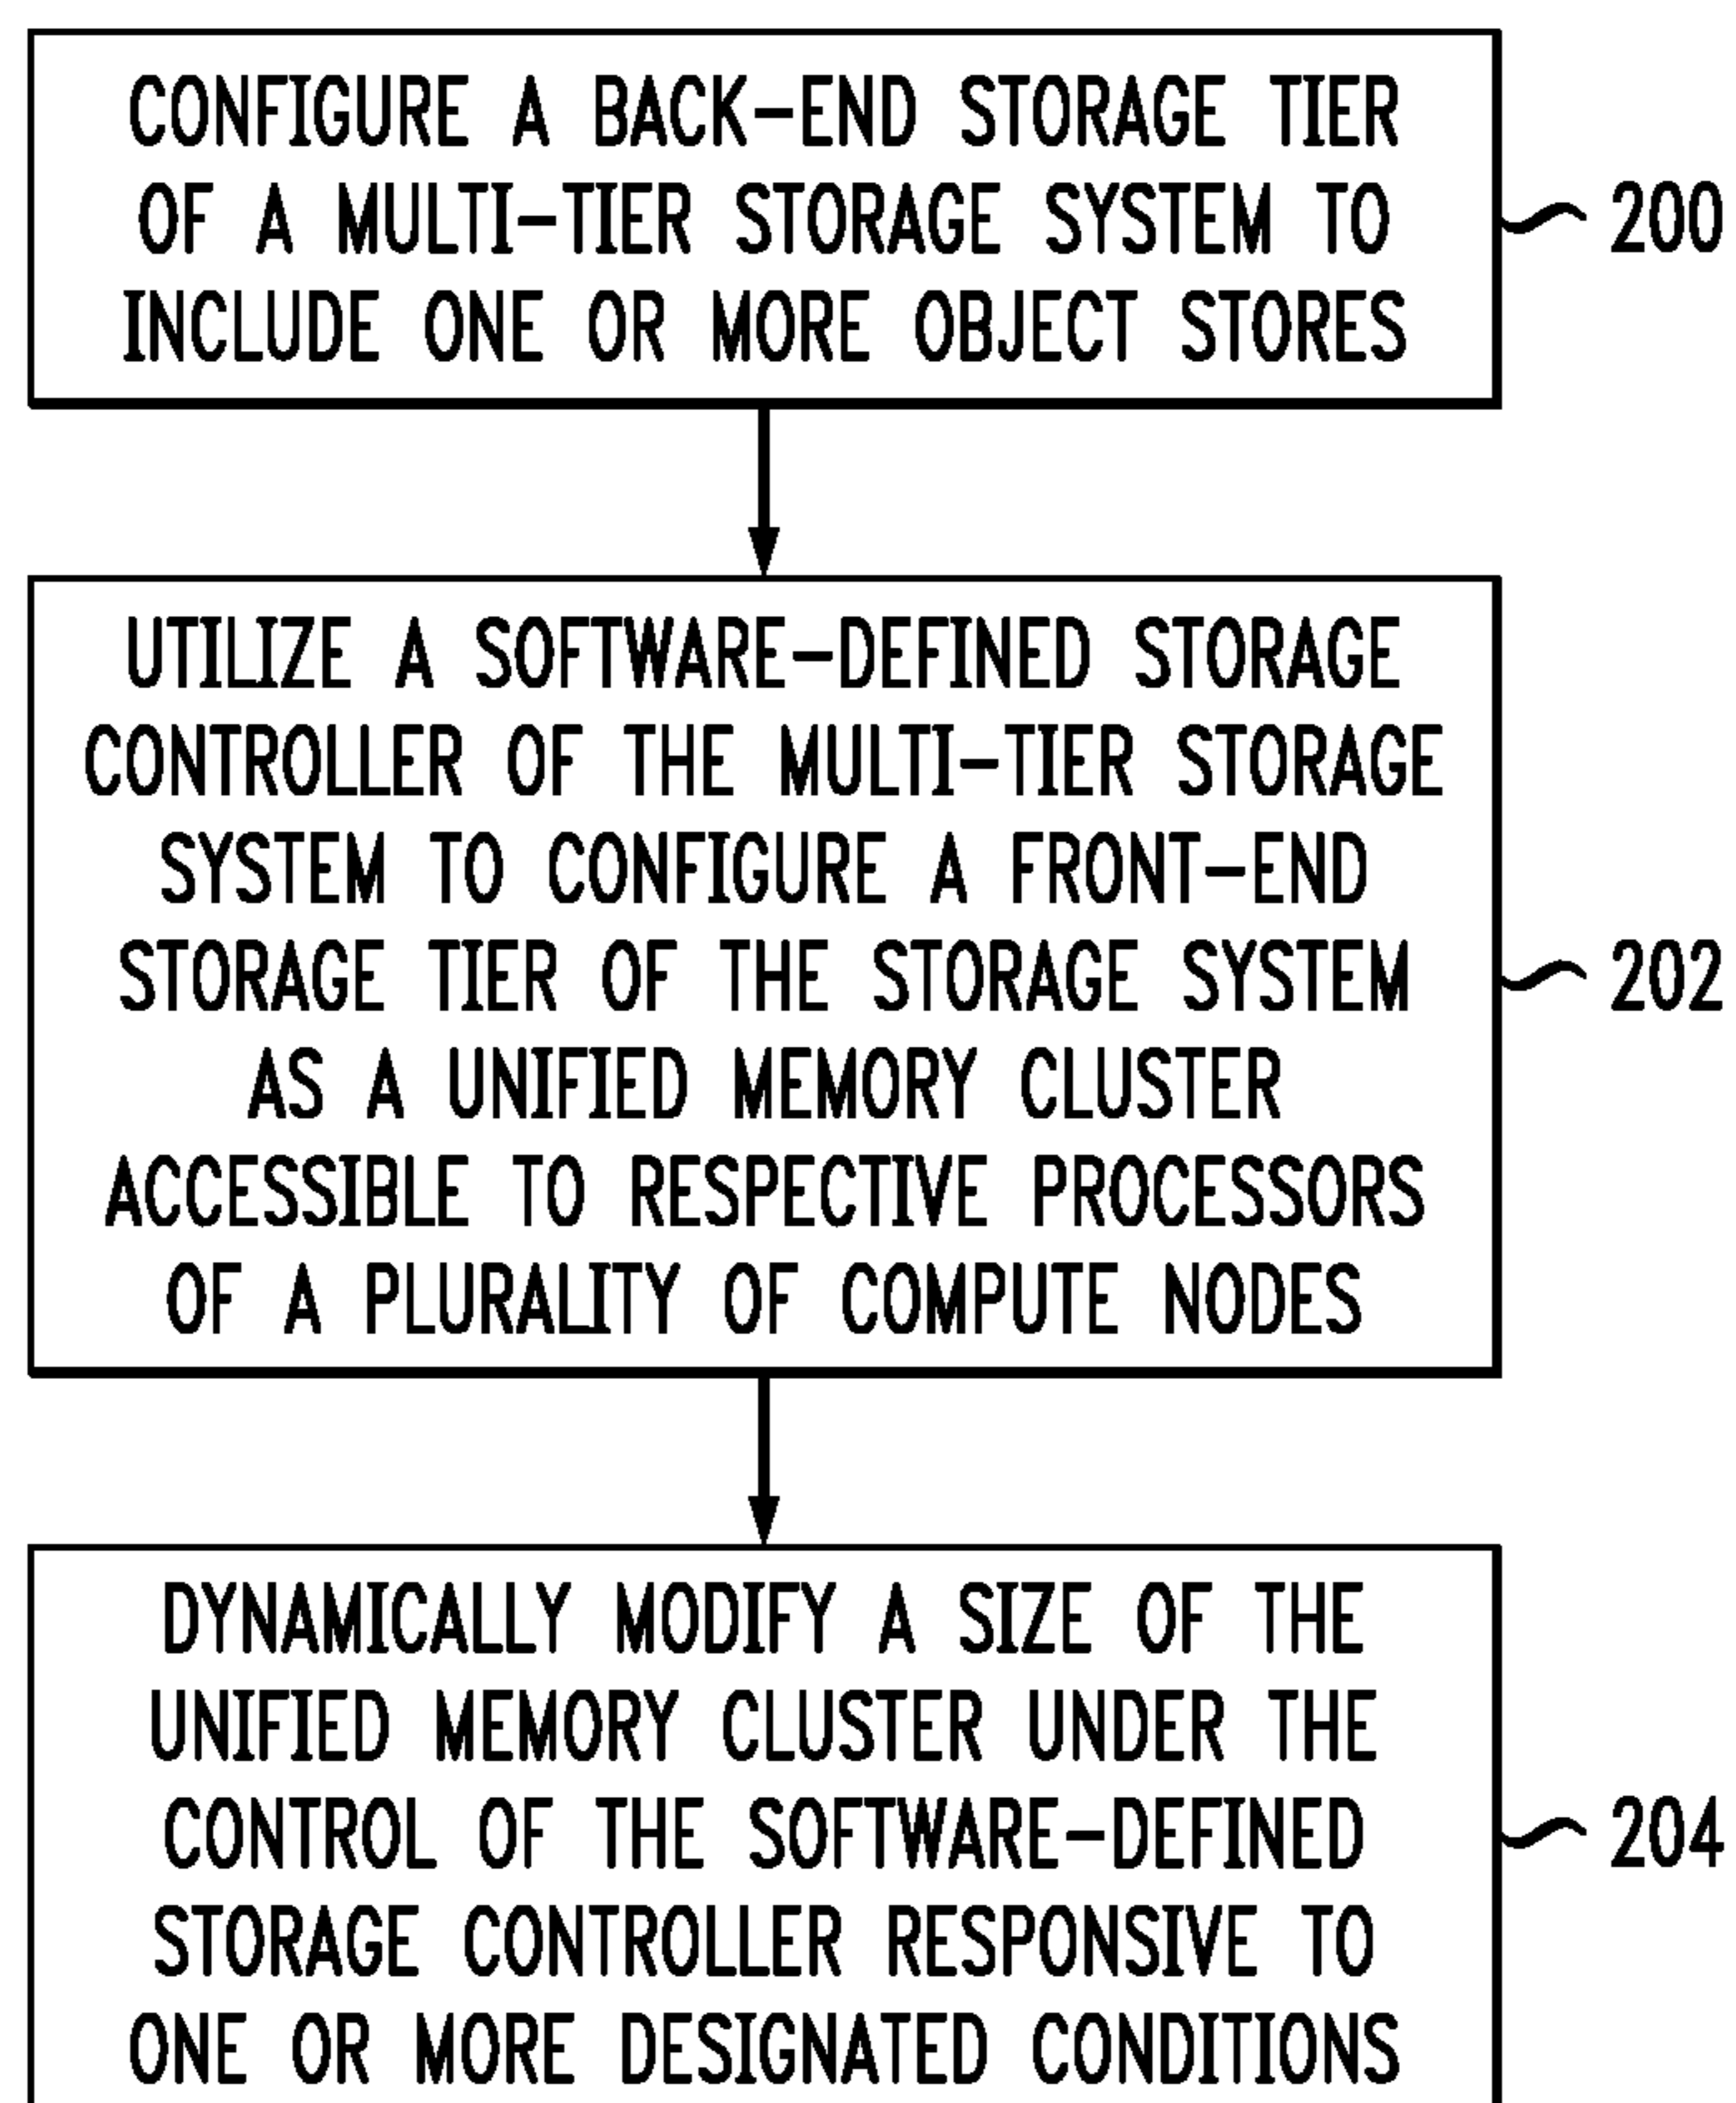 CONFIGURE A BACK-END STORAGE TIER
OF A MULTI-TIER STORAGE SYSTEM TO
INCLUDE ONE OR MORE OBJECT STORES
200
UTILIZE A SOFTWARE-DEFINED STORAGE
CONTROLLER OF THE MULTI-TIER STORAGE
SYSTEM TO CONFIGURE A FRONT-END
STORAGE TIER OF THE STORAGE SYSTEM
AS A UNIFIED MEMORY CLUSTER
ACCESSIBLE TO RESPECTIVE PROCESSORS
OF A PLURALITY OF COMPUTE NODES
202
DYNAMICALLY MODIFY A SIZE OF THE
UNIFIED MEMORY CLUSTER UNDER THE
CONTROL OF THE SOFTWARE-DEFINED
STORAGE CONTROLLER RESPONSIVE TO
ONE OR MORE DESIGNATED CONDITIONS
204